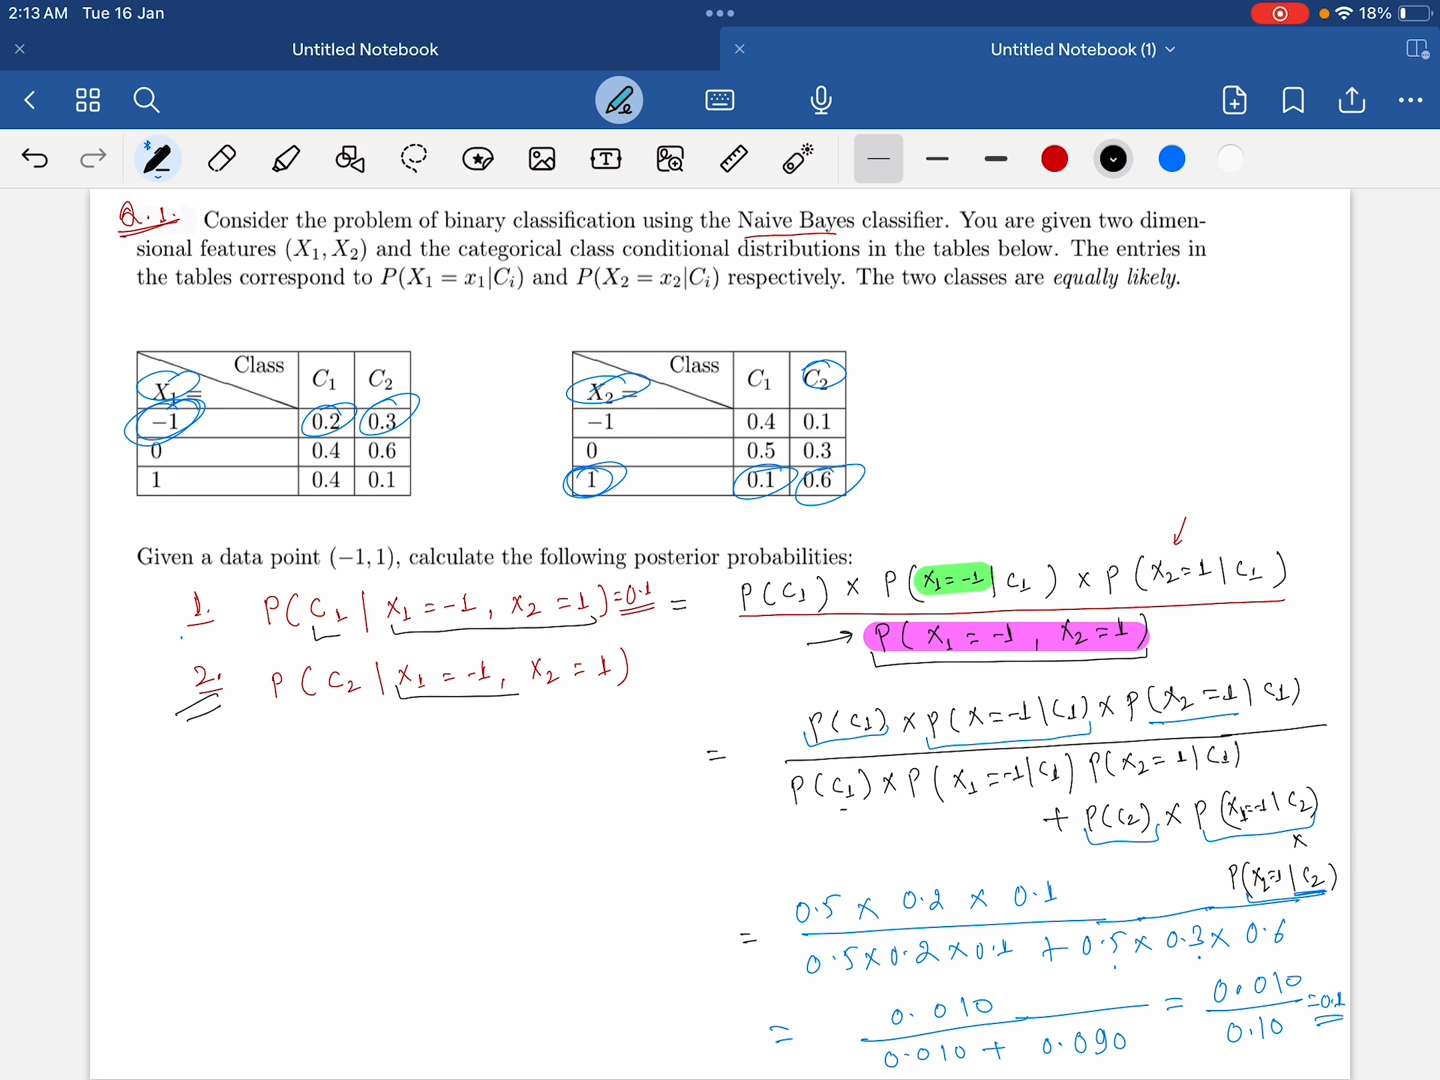 2:13 AM Tue 16 Jan
18%
Untitled Notebook
Untitled Notebook (1)
Q.1. Consider the problem of binary classification using the Naive Bayes classifier. You are given two dimen-
sional features (X₁, X₂) and the categorical class conditional distributions in the tables below. The entries in
the tables correspond to P(X₁ = x₁|Cᵢ) and P(X₂ = x₂|Cᵢ) respectively. The two classes are equally likely.
Class
X₁ =
C₁ C₂
−1 0.2 0.3
0 0.4 0.6
1 0.4 0.1
Class
X₂ =
C₁ C₂
−1 0.4 0.1
0 0.5 0.3
1 0.1 0.6
Given a data point (−1, 1), calculate the following posterior probabilities:
1. P(C₁ | X₁ = -1, X₂ = 1) = 0.1 =
P(C₁) × P(X₁ = -1 | C₁) × P(X₂ = 1 | C₁)
→ P(X₁ = -1, X₂ = 1)
2. P(C₂ | X₁ = -1, X₂ = 1)
= P(C₁) × P(X = -1 | C₁) × P(X₂ = 1 | C₁)
P(C₁) × P(X₁ = -1 | C₁) P(X₂ = 1 | C₁)
+ P(C₂) × P(X₁ = -1 | C₂)
×
P(X₂ = 1 | C₂)
= 0.5 × 0.2 × 0.1
0.5 × 0.2 × 0.1 + 0.5 × 0.3 × 0.6
= 0.010
0.010 + 0.090
= 0.010
0.10
= 0.1